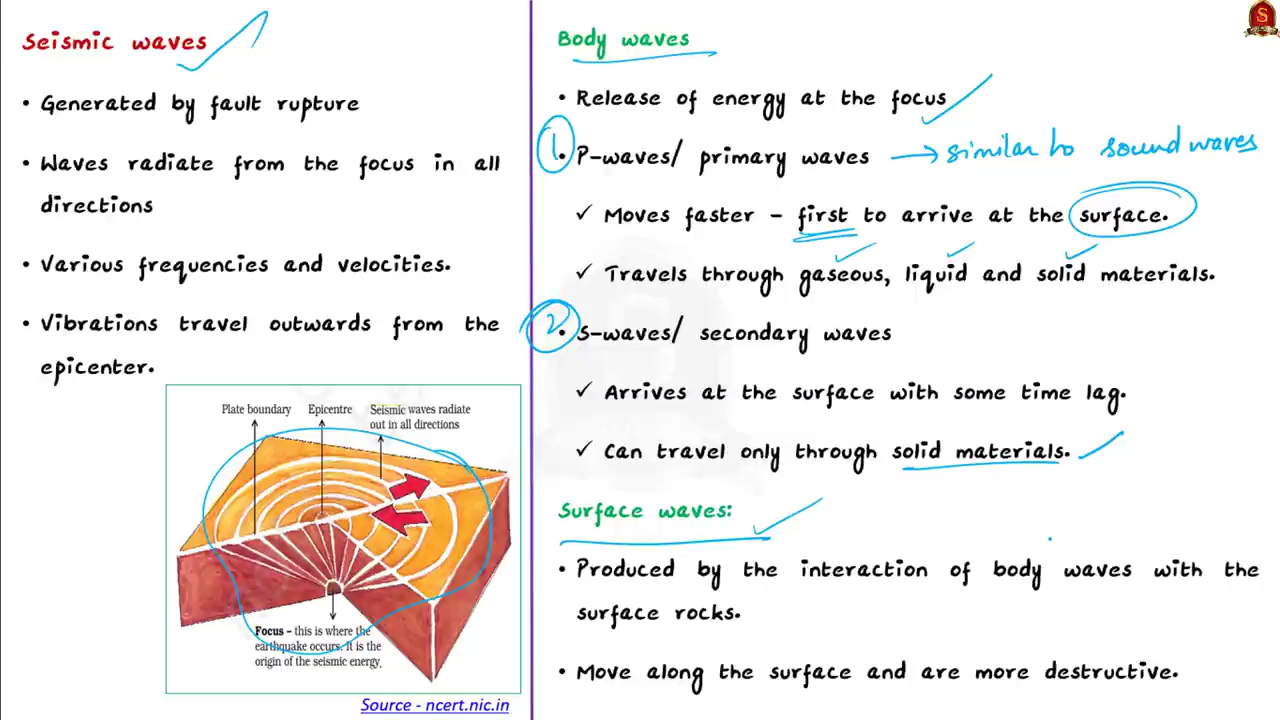 Seismic waves
• Generated by fault rupture
• Waves radiate from the focus in all
directions
• Various frequencies and velocities.
• Vibrations travel outwards from the
epicenter.
Plate boundary
Epicentre
Seismic waves radiate
out in all directions
Focus – this is where the
earthquake occurs. It is the
origin of the seismic energy.
Source - ncert.nic.in
Body waves
• Release of energy at the focus
1
• P-waves/ primary waves → similar to sound waves
✓ Moves faster – first to arrive at the surface.
✓ Travels through gaseous, liquid and solid materials.
2
• S-waves/ secondary waves
✓ Arrives at the surface with some time lag.
✓ Can travel only through solid materials.
Surface waves:
• Produced by the interaction of body waves with the
surface rocks.
• Move along the surface and are more destructive.
S